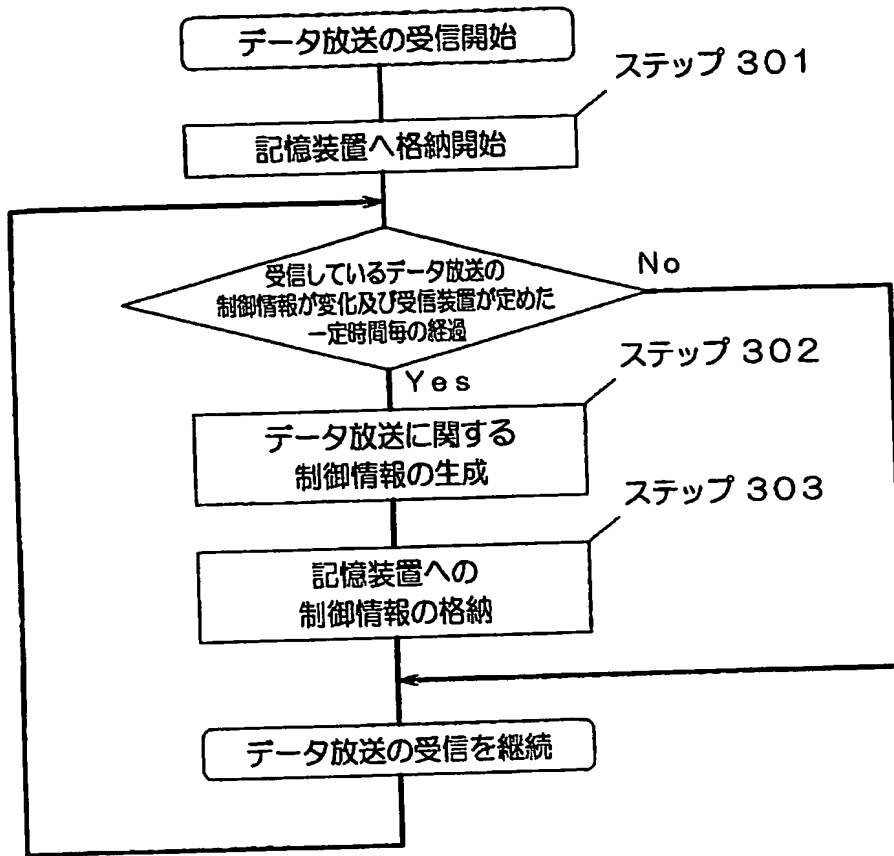 データ放送の受信開始
ステップ 301
記憶装置へ格納開始
受信しているデータ放送の
制御情報が変化及び受信装置が定めた
一定時間毎の経過
No
Yes
ステップ 302
データ放送に関する
制御情報の生成
ステップ 303
記憶装置への
制御情報の格納
データ放送の受信を継続